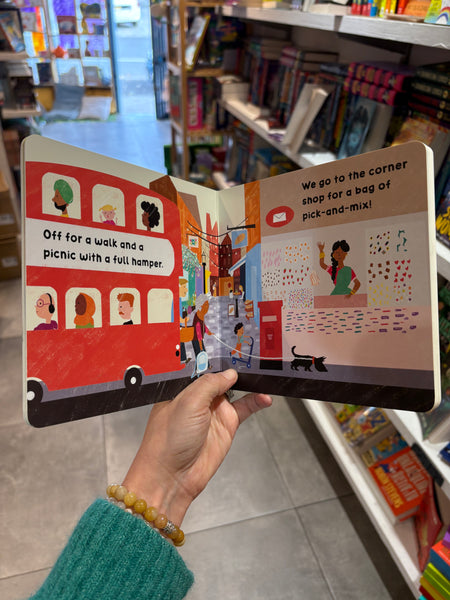 Off for a walk and a
picnic with a full hamper.
We go to the corner
shop for a bag of
pick-and-mix!